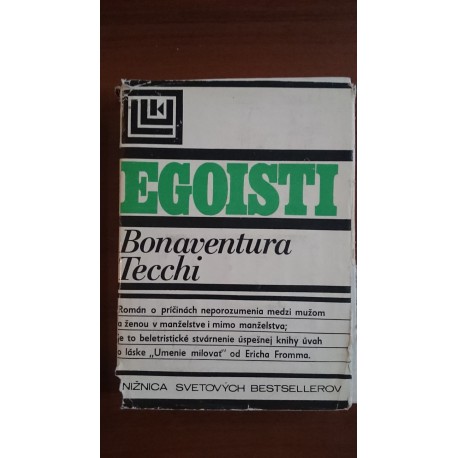 EGOISTI
Bonaventura
Tecchi
Román o príčinách neporozumenia medzi mužom
a ženou v manželstve i mimo manželstva;
je to beletristické stvárnenie úspešnej knihy úvah
o láske „Umenie milovať" od Ericha Fromma.
NIŽNICA SVETOVÝCH BESTSELLEROV